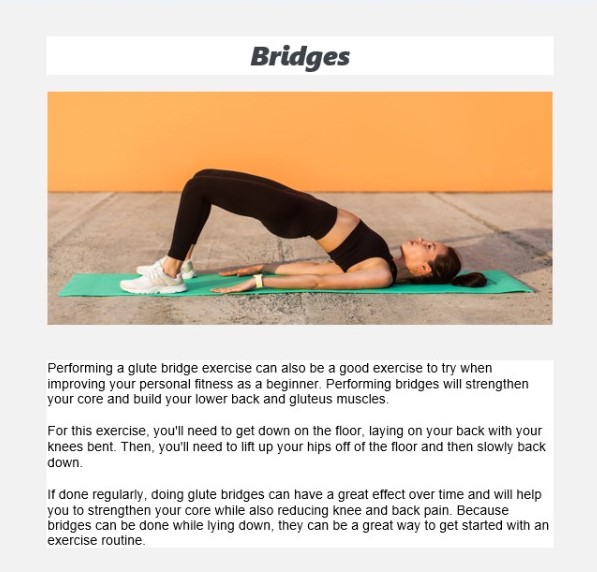 Bridges
Performing a glute bridge exercise can also be a good exercise to try when
improving your personal fitness as a beginner. Performing bridges will strengthen
your core and build your lower back and gluteus muscles.
For this exercise, you'll need to get down on the floor, laying on your back with your
knees bent. Then, you'll need to lift up your hips off of the floor and then slowly back
down.
If done regularly, doing glute bridges can have a great effect over time and will help
you to strengthen your core while also reducing knee and back pain. Because
bridges can be done while lying down, they can be a great way to get started with an
exercise routine.